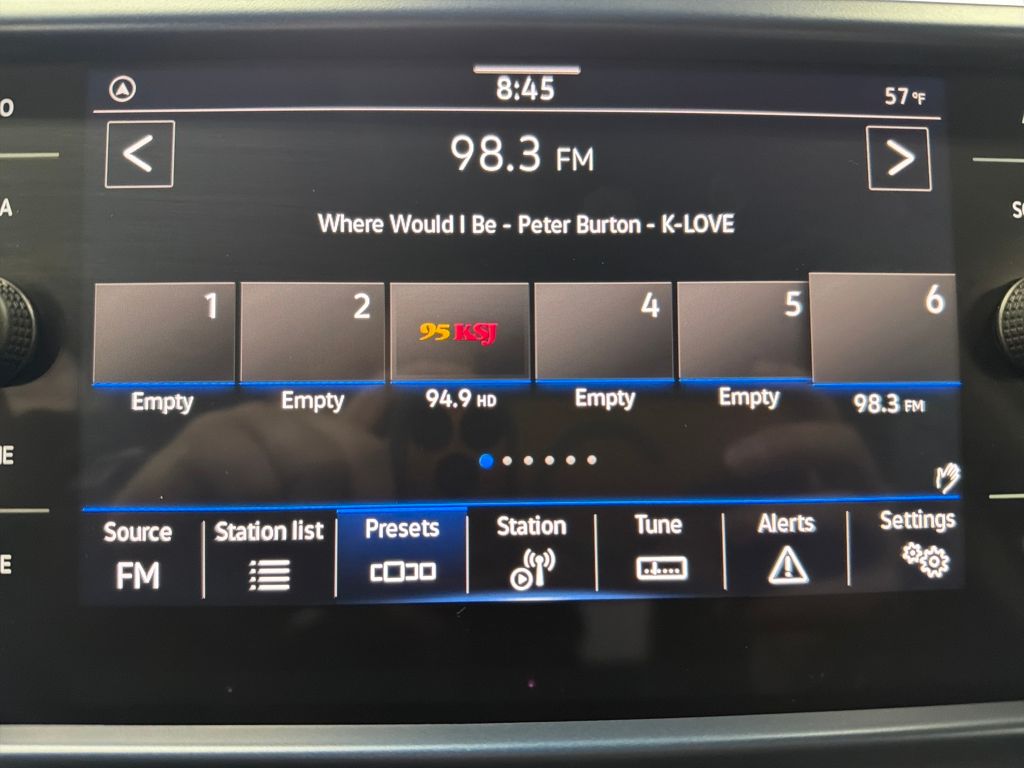 8:45
57 °F
98.3 FM
Where Would I Be - Peter Burton - K-LOVE
1 2 95 KSJ 4 5 6
Empty Empty 94.9 HD Empty Empty 98.3 FM
Source Station list Presets Station Tune Alerts Settings
FM